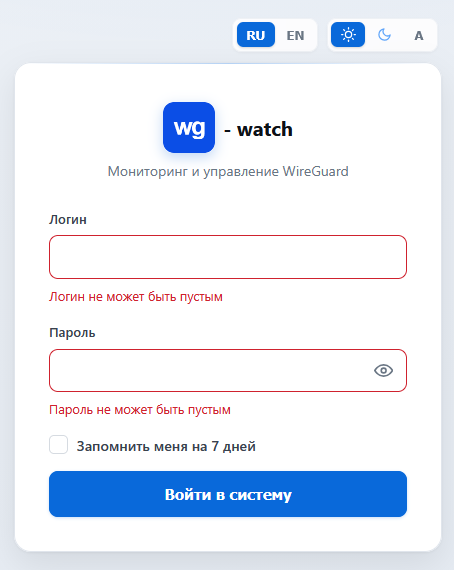 RU EN A
wg - watch
Мониторинг и управление WireGuard
Логин
Логин не может быть пустым
Пароль
Пароль не может быть пустым
Запомнить меня на 7 дней
Войти в систему